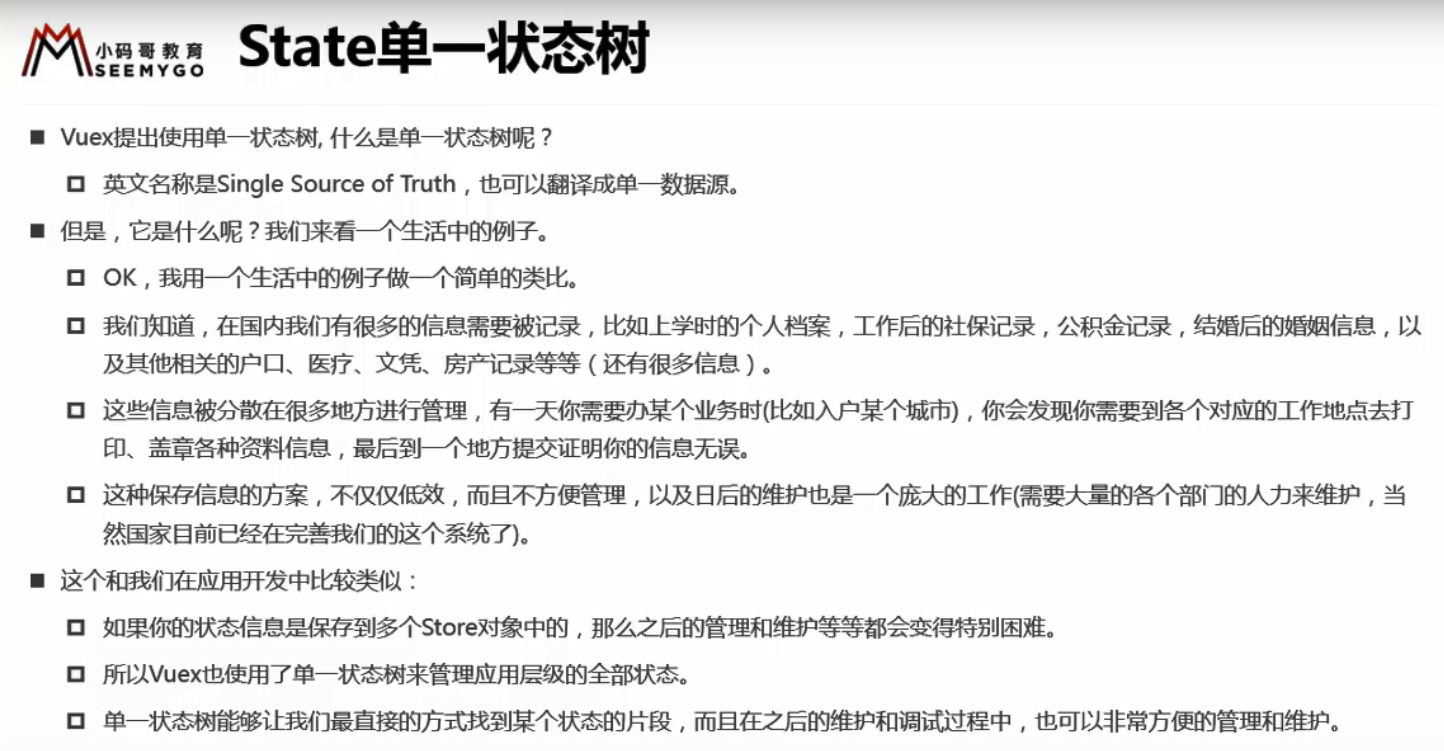 小码哥教育
SEEMYGO
State单一状态树
■ Vuex提出使用单一状态树, 什么是单一状态树呢？
英文名称是Single Source of Truth，也可以翻译成单一数据源。
■ 但是，它是什么呢？我们来看一个生活中的例子。
OK，我用一个生活中的例子做一个简单的类比。
我们知道，在国内我们有很多的信息需要被记录，比如上学时的个人档案，工作后的社保记录，公积金记录，结婚后的婚姻信息，以
及其他相关的户口、医疗、文凭、房产记录等等（还有很多信息）。
这些信息被分散在很多地方进行管理，有一天你需要办某个业务时(比如入户某个城市)，你会发现你需要到各个对应的工作地点去打
印、盖章各种资料信息，最后到一个地方提交证明你的信息无误。
这种保存信息的方案，不仅仅低效，而且不方便管理，以及日后的维护也是一个庞大的工作(需要大量的各个部门的人力来维护，当
然国家目前已经在完善我们的这个系统了)。
■ 这个和我们在应用开发中比较类似：
如果你的状态信息是保存到多个Store对象中的，那么之后的管理和维护等等都会变得特别困难。
所以Vuex也使用了单一状态树来管理应用层级的全部状态。
单一状态树能够让我们最直接的方式找到某个状态的片段，而且在之后的维护和调试过程中，也可以非常方便的管理和维护。